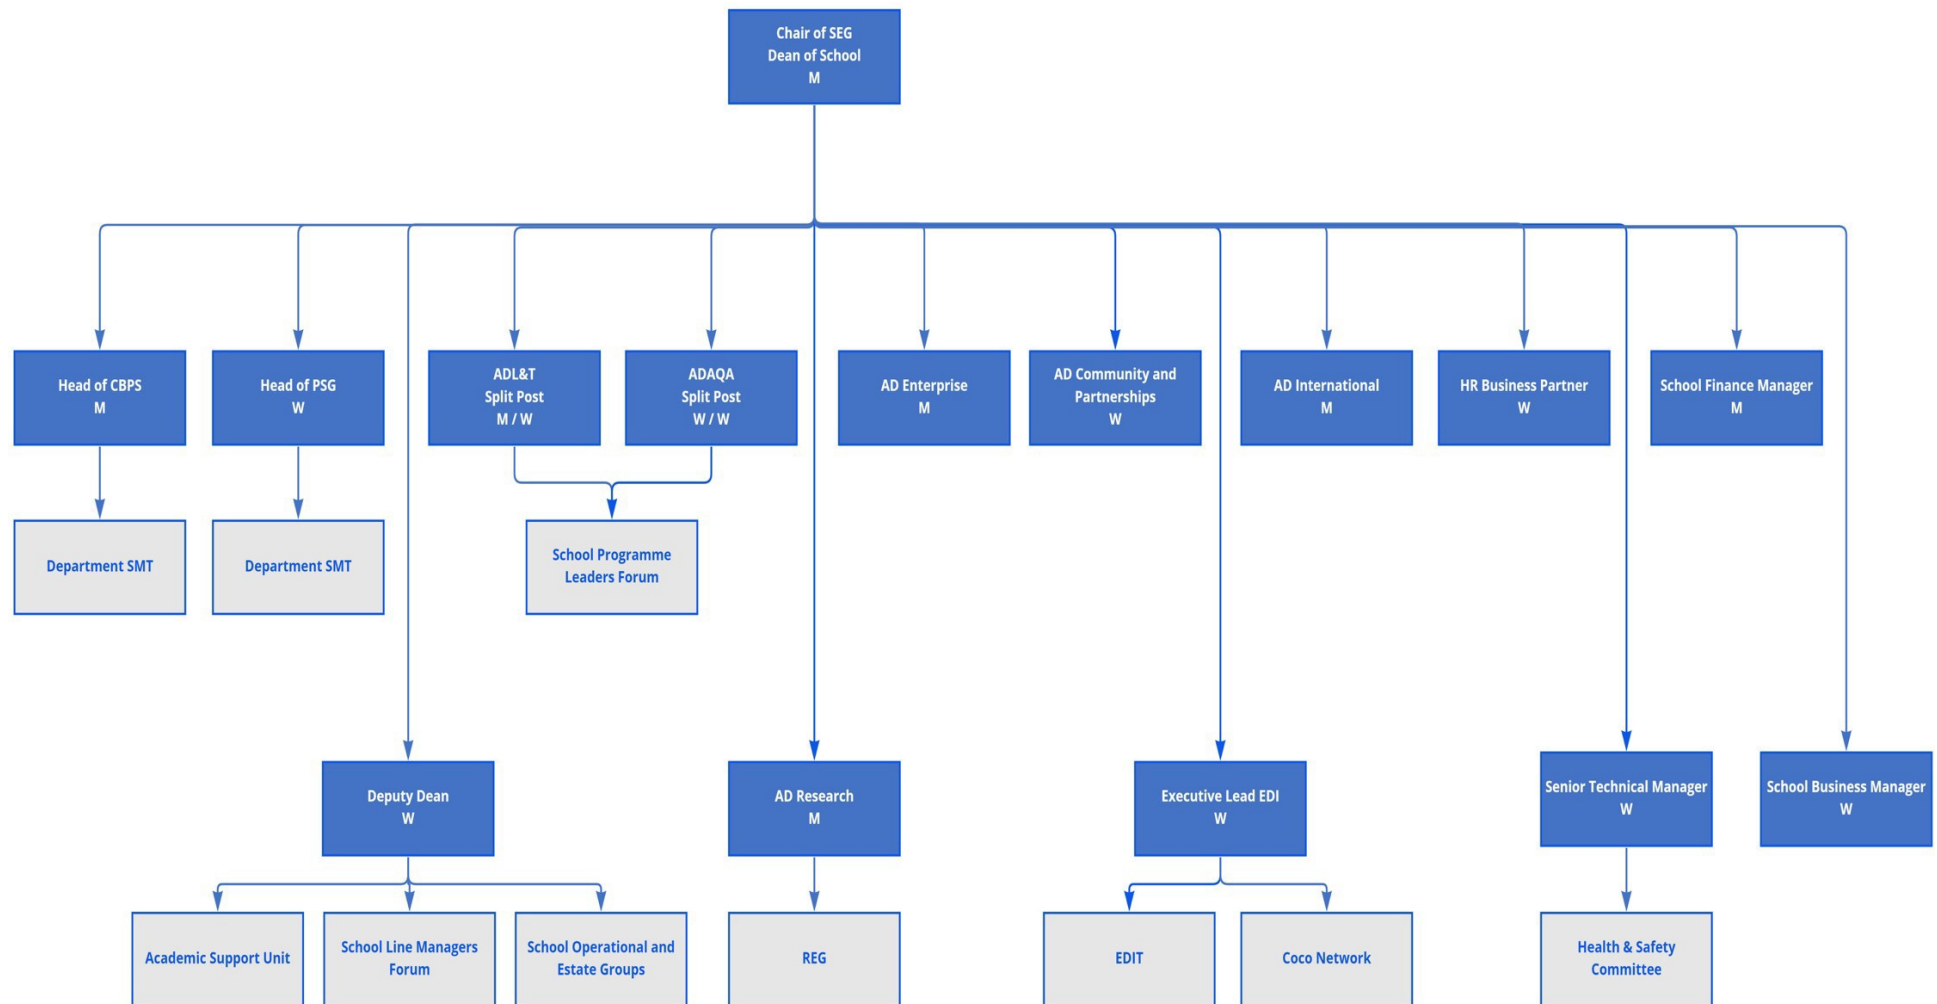 Chair of SEG
Dean of School
M
Head of CBPS
M
Head of PSG
W
ADL&T
Split Post
M / W
ADAQA
Split Post
W / W
AD Enterprise
M
AD Community and
Partnerships
W
AD International
M
HR Business Partner
W
School Finance Manager
M
Department SMT
Department SMT
School Programme
Leaders Forum
Deputy Dean
W
AD Research
M
Executive Lead EDI
W
Senior Technical Manager
W
School Business Manager
W
Academic Support Unit
School Line Managers
Forum
School Operational and
Estate Groups
REG
EDIT
Coco Network
Health & Safety
Committee